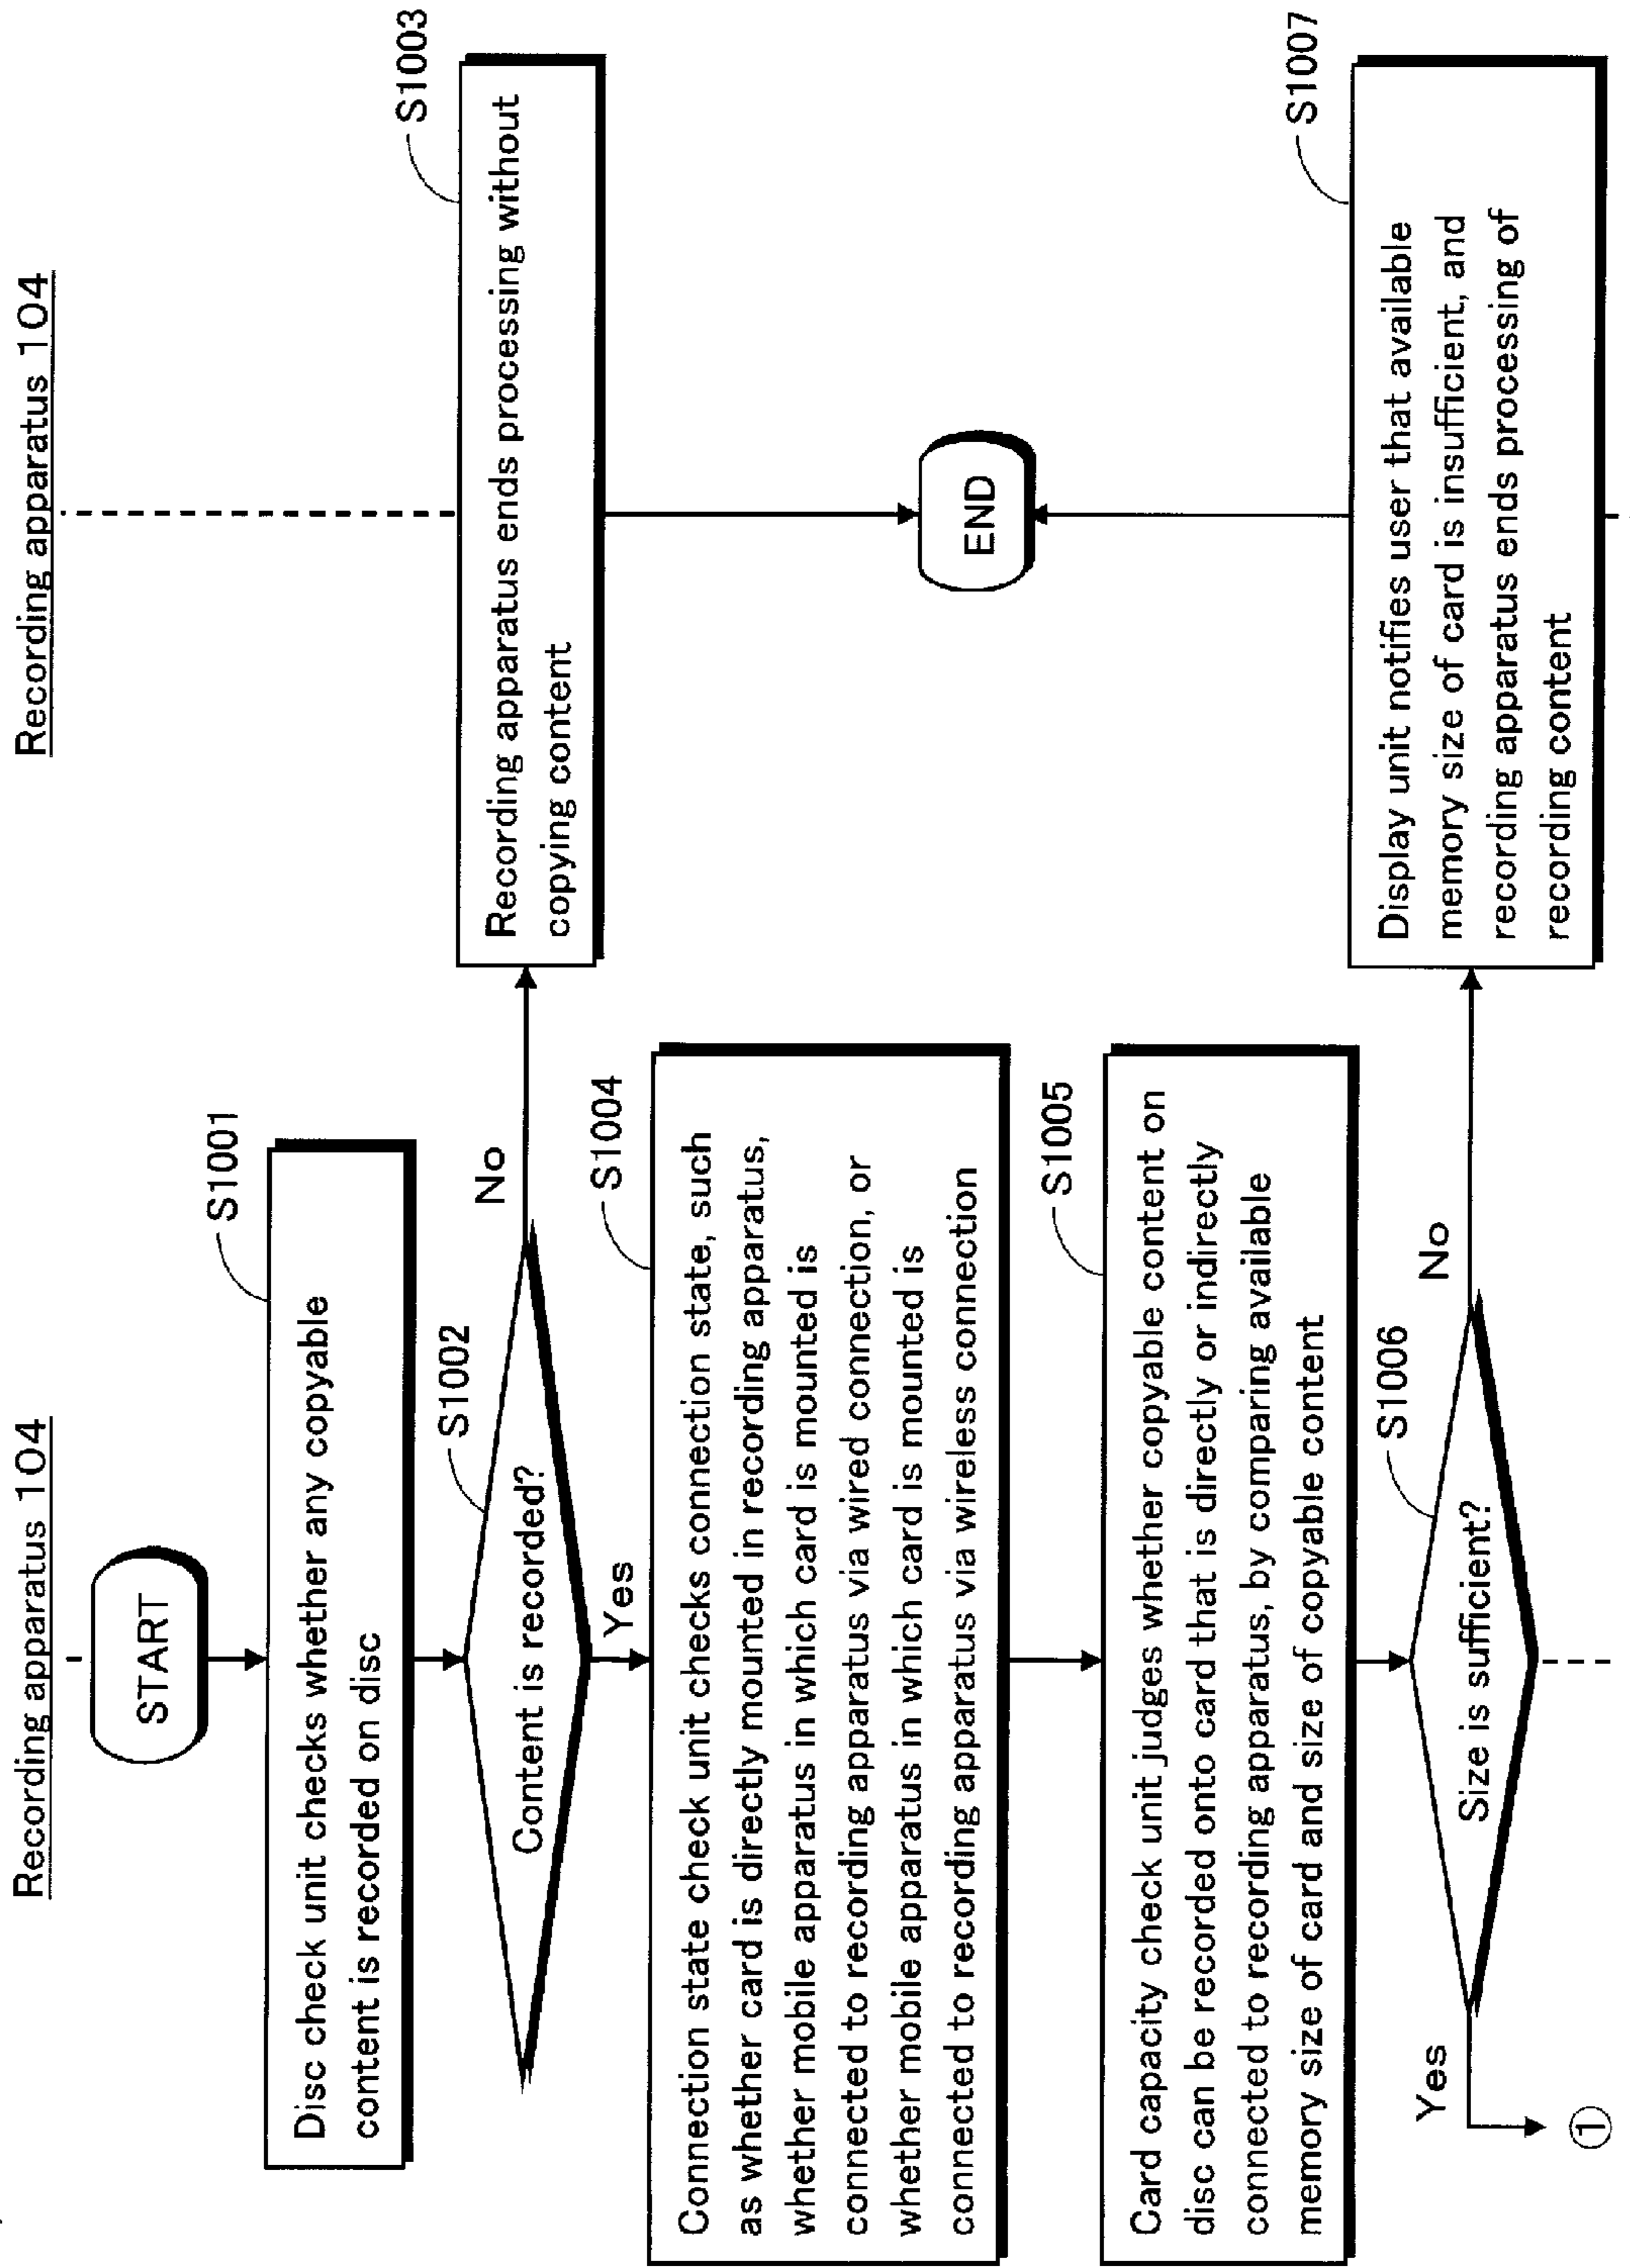 Recording apparatus 104
Recording apparatus 104
START
S1001
Disc check unit checks whether any copyable
content is recorded on disc
S1002
Content is recorded?
No
Yes
S1003
Recording apparatus ends processing without
copying content
S1004
Connection state check unit checks connection state, such
as whether card is directly mounted in recording apparatus,
whether mobile apparatus in which card is mounted is
connected to recording apparatus via wired connection, or
whether mobile apparatus in which card is mounted is
connected to recording apparatus via wireless connection
END
S1005
Card capacity check unit judges whether copyable content on
disc can be recorded onto card that is directly or indirectly
connected to recording apparatus, by comparing available
memory size of card and size of copyable content
S1006
Size is sufficient?
No
Yes
①
S1007
Display unit notifies user that available
memory size of card is insufficient, and
recording apparatus ends processing of
recording content